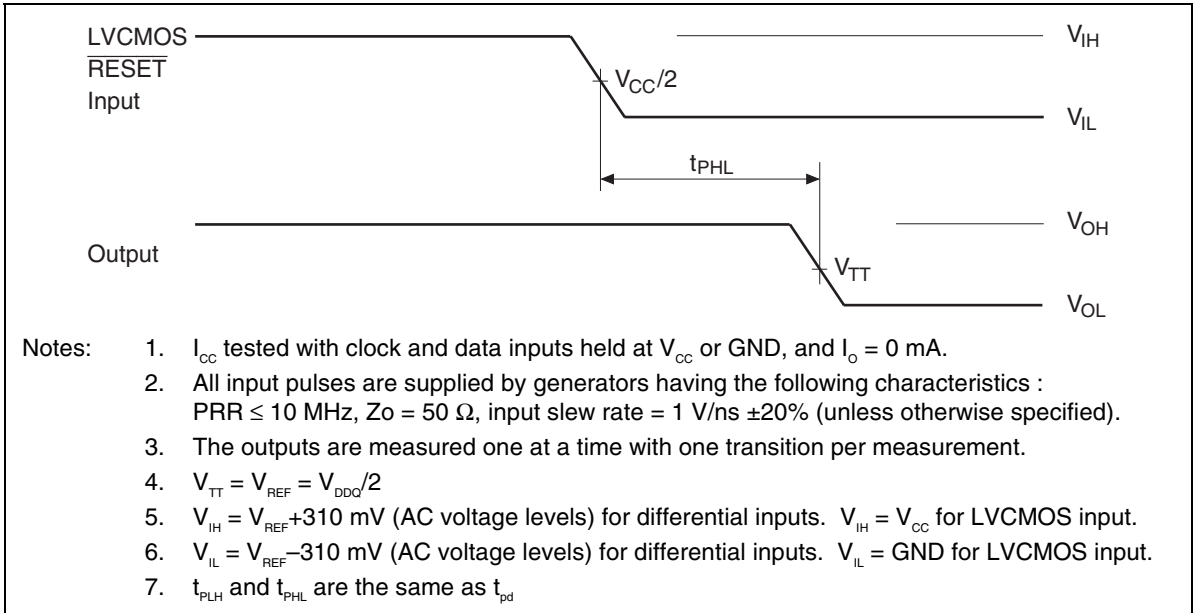 LVCMOS
RESET
Input
V_IH
V_CC/2
V_IL
t_PHL
Output
V_OH
V_TT
V_OL
Notes: 1. I_cc tested with clock and data inputs held at V_cc or GND, and I_o = 0 mA.
2. All input pulses are supplied by generators having the following characteristics :
PRR ≤ 10 MHz, Zo = 50 Ω, input slew rate = 1 V/ns ±20% (unless otherwise specified).
3. The outputs are measured one at a time with one transition per measurement.
4. V_TT = V_REF = V_DDQ/2
5. V_IH = V_REF+310 mV (AC voltage levels) for differential inputs. V_IH = V_CC for LVCMOS input.
6. V_IL = V_REF–310 mV (AC voltage levels) for differential inputs. V_IL = GND for LVCMOS input.
7. t_PLH and t_PHL are the same as t_pd